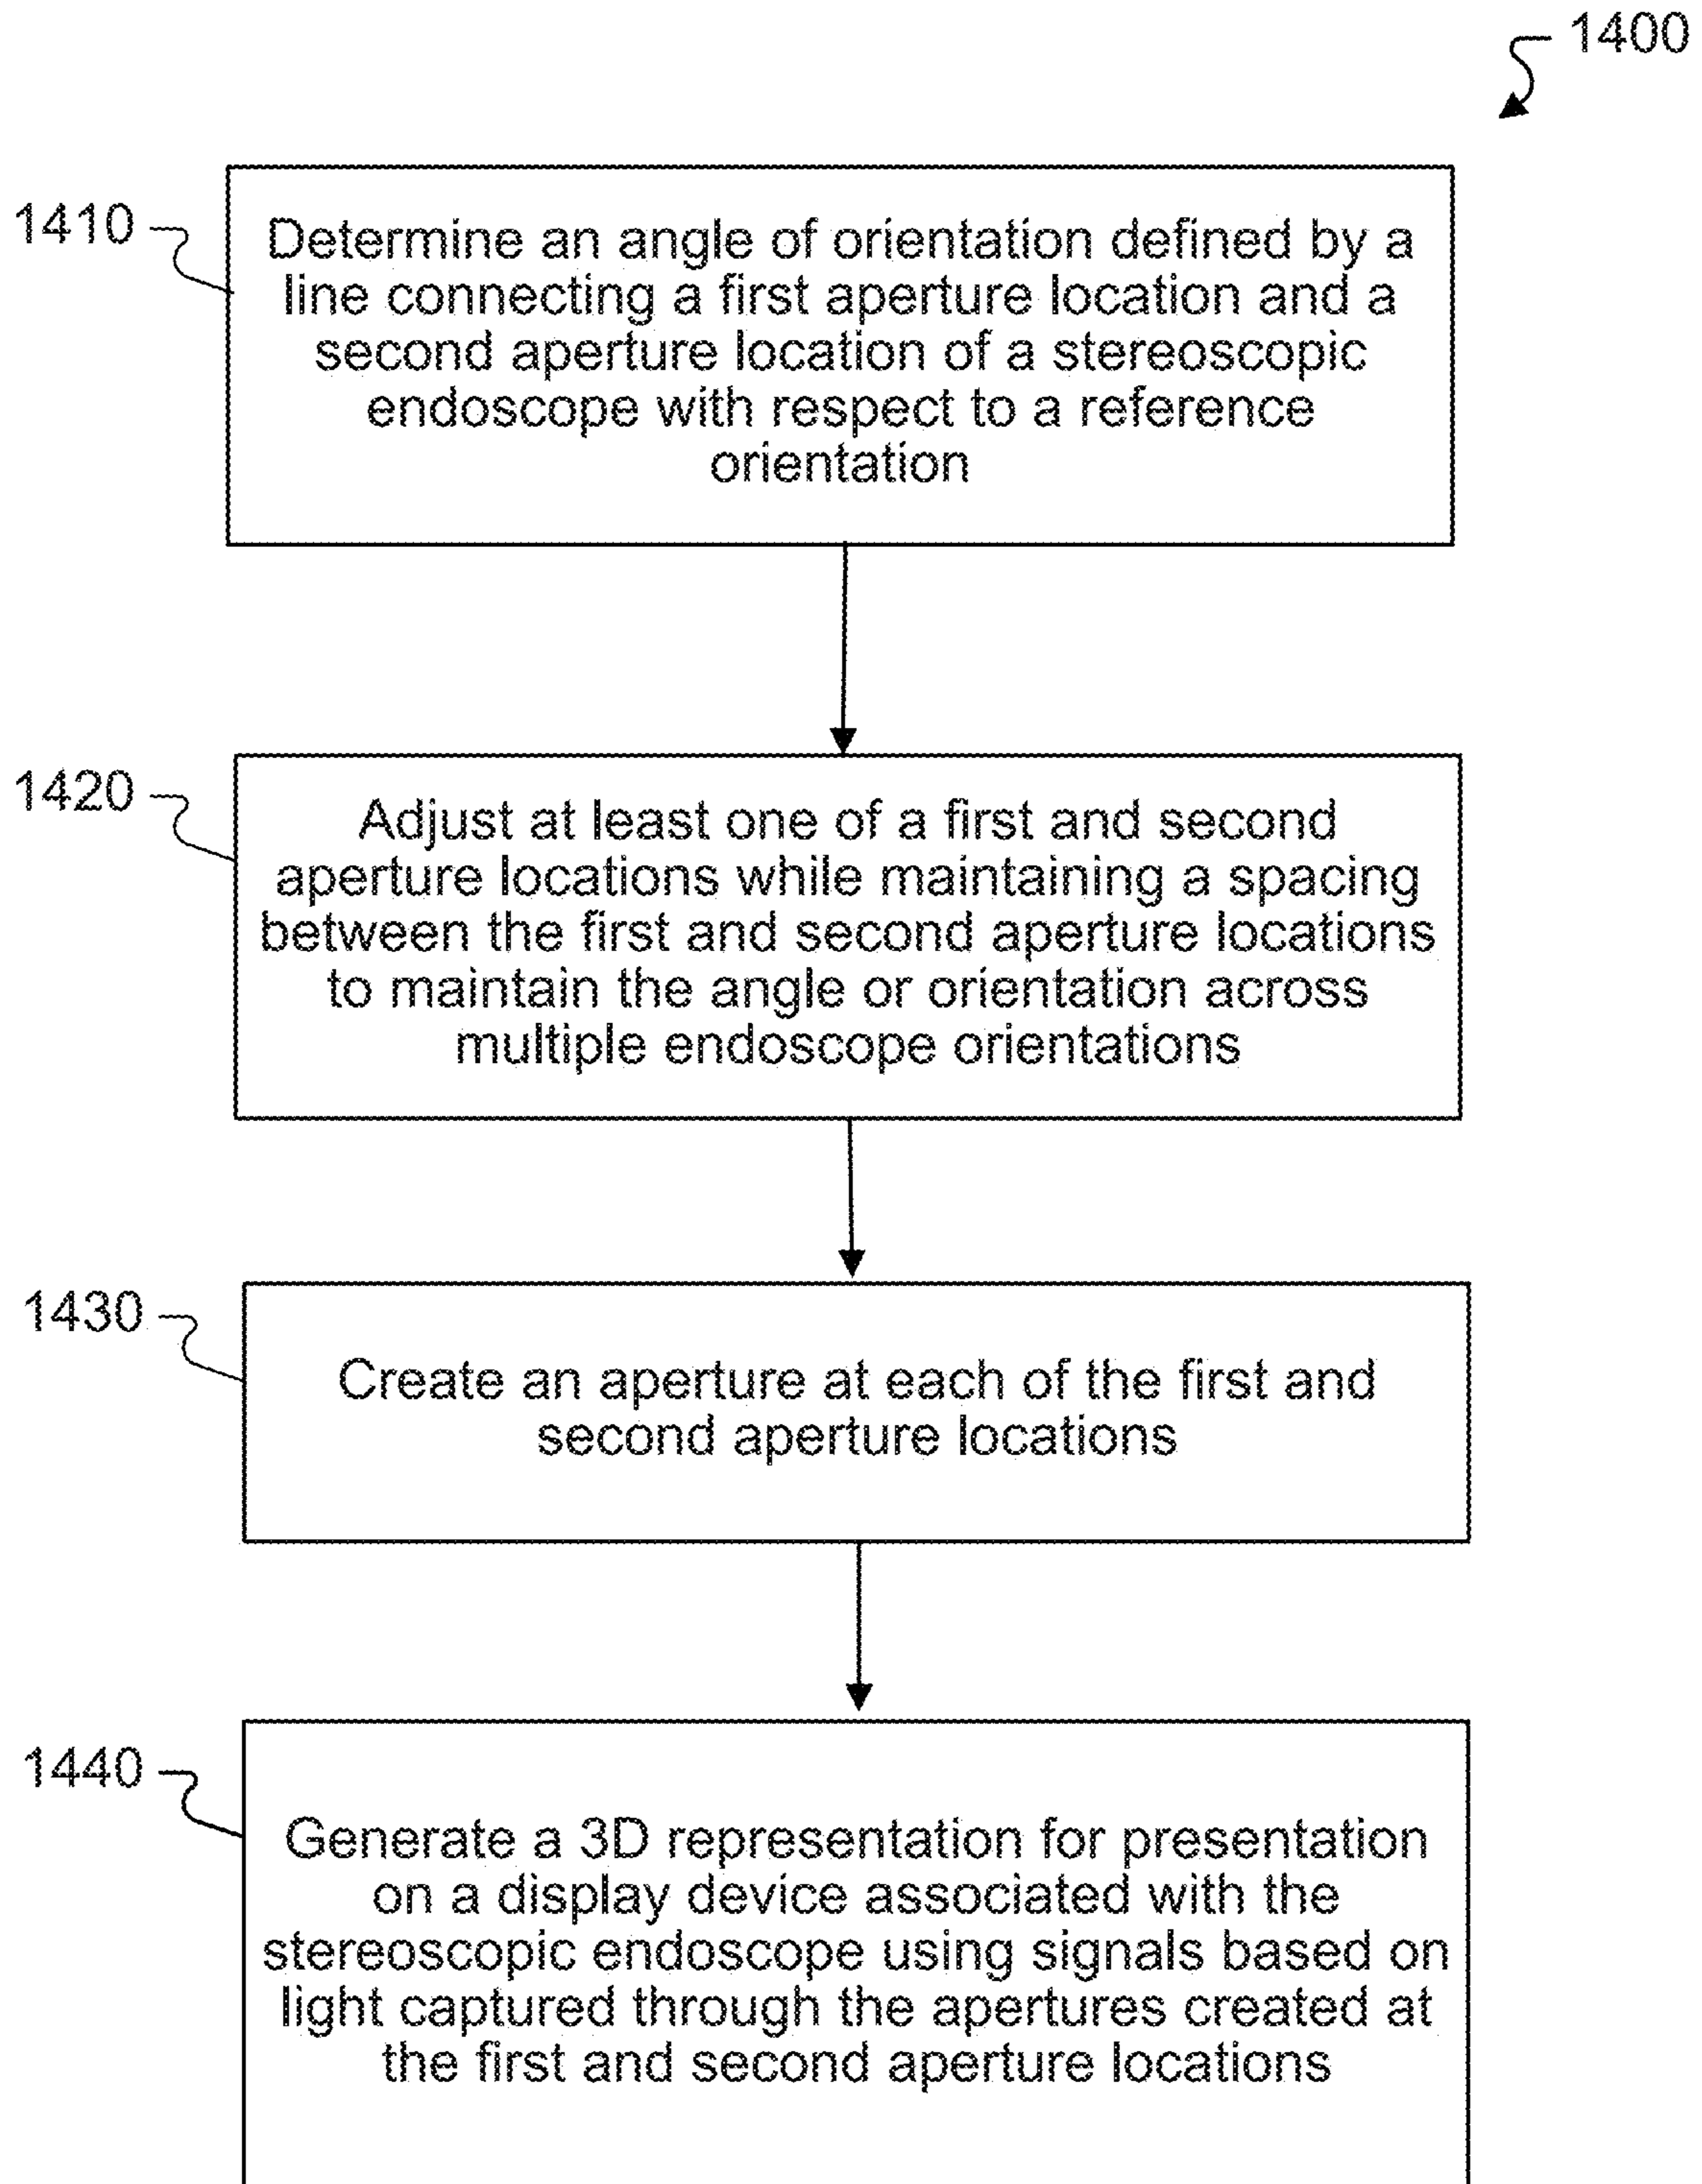 1400
1410
Determine an angle of orientation defined by a
line connecting a first aperture location and a
second aperture location of a stereoscopic
endoscope with respect to a reference
orientation
1420
Adjust at least one of a first and second
aperture locations while maintaining a spacing
between the first and second aperture locations
to maintain the angle or orientation across
multiple endoscope orientations
1430
Create an aperture at each of the first and
second aperture locations
1440
Generate a 3D representation for presentation
on a display device associated with the
stereoscopic endoscope using signals based on
light captured through the apertures created at
the first and second aperture locations